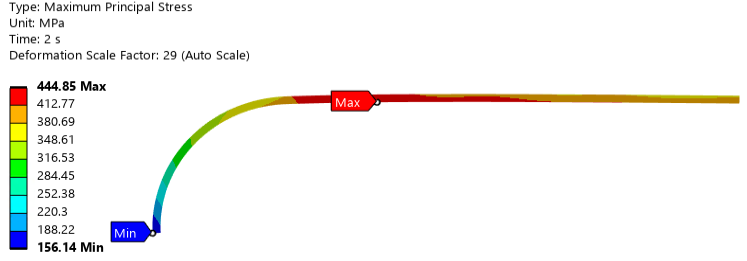 Type: Maximum Principal Stress
Unit: MPa
Time: 2 s
Deformation Scale Factor: 29 (Auto Scale)
444.85 Max
412.77
380.69
348.61
316.53
284.45
252.38
220.3
188.22
156.14 Min
Max
Min